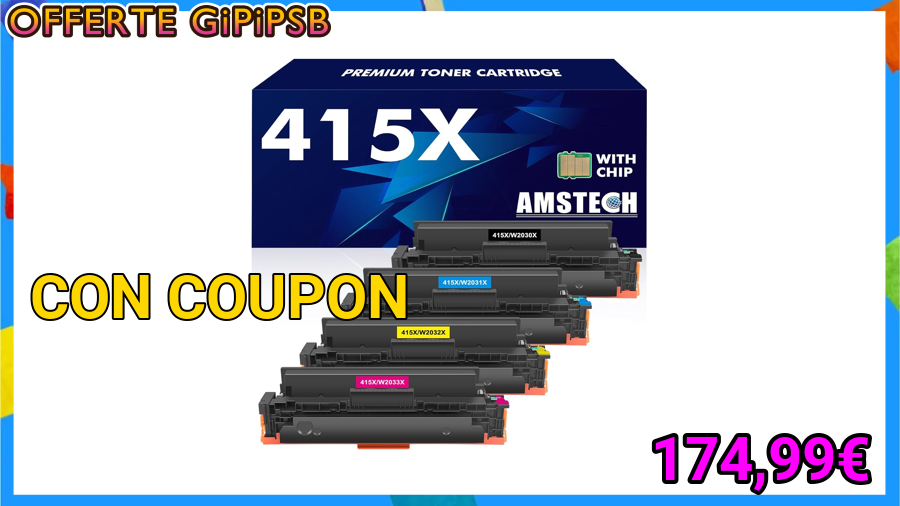 OFFERTE GiPiPSB
PREMIUM TONER CARTRIDGE
415X
WITH
CHIP
AMSTECH
415X/W2030X
415X/W2031X
CON COUPON
415X/W2032X
415X/W2033X
174,99€